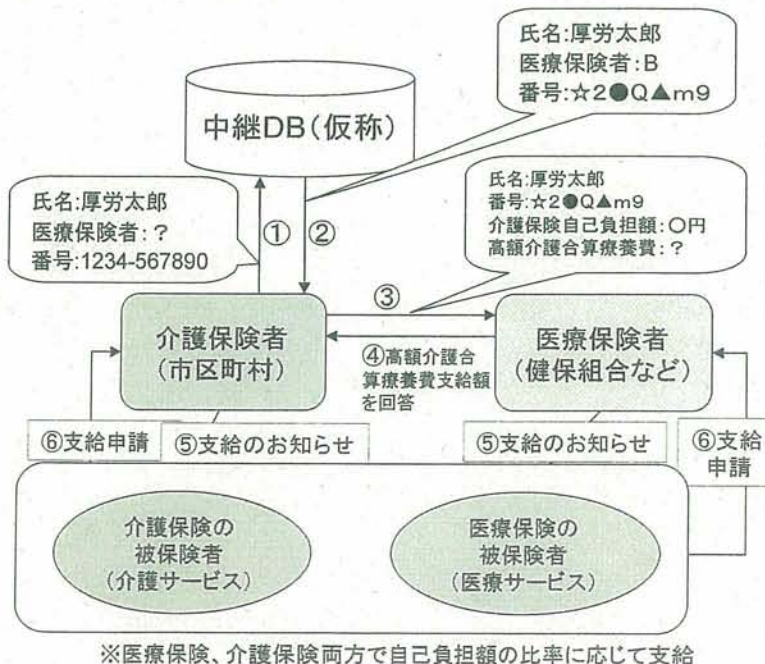 氏名:厚労太郎
医療保険者:B
番号:☆2●Q▲m9
中継DB(仮称)
氏名:厚労太郎
医療保険者:?
番号:1234-567890
①
②
氏名:厚労太郎
番号:☆2●Q▲m9
介護保険自己負担額:〇円
高額介護合算療養費:?
③
介護保険者
(市区町村)
医療保険者
(健保組合など)
④高額介護合
算療養費支給額
を回答
⑥支給申請
⑤支給のお知らせ
⑤支給のお知らせ
⑥支給
申請
介護保険の
被保険者
(介護サービス)
医療保険の
被保険者
(医療サービス)
※医療保険、介護保険両方で自己負担額の比率に応じて支給